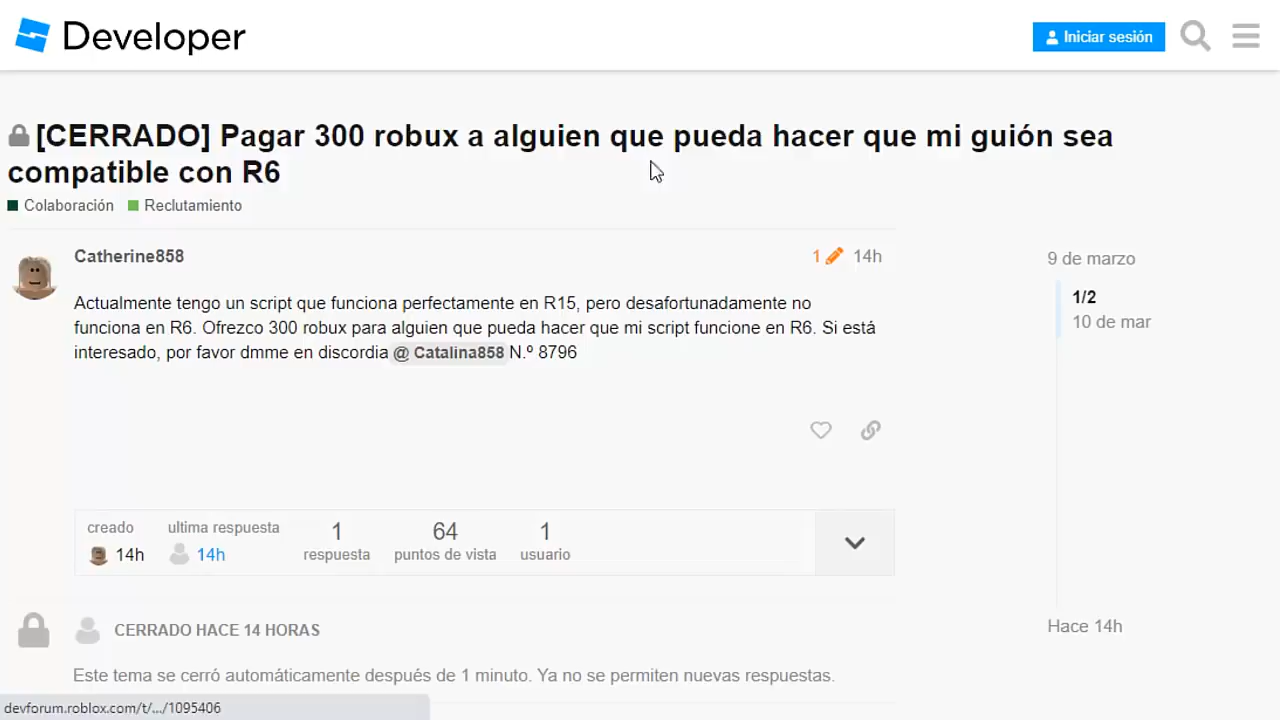 Developer
Iniciar sesión
[CERRADO] Pagar 300 robux a alguien que pueda hacer que mi guión sea
compatible con R6
Colaboración Reclutamiento
Catherine858
1 14h
Actualmente tengo un script que funciona perfectamente en R15, pero desafortunadamente no
funciona en R6. Ofrezco 300 robux para alguien que pueda hacer que mi script funcione en R6. Si está
interesado, por favor dmme en discordia @ Catalina858 N.º 8796
9 de marzo
1/2
10 de mar
Hace 14h
creado ultima respuesta 1 64 1
14h 14h respuesta puntos de vista usuario
CERRADO HACE 14 HORAS
Este tema se cerró automáticamente después de 1 minuto. Ya no se permiten nuevas respuestas.
devforum.roblox.com/t/.../1095406